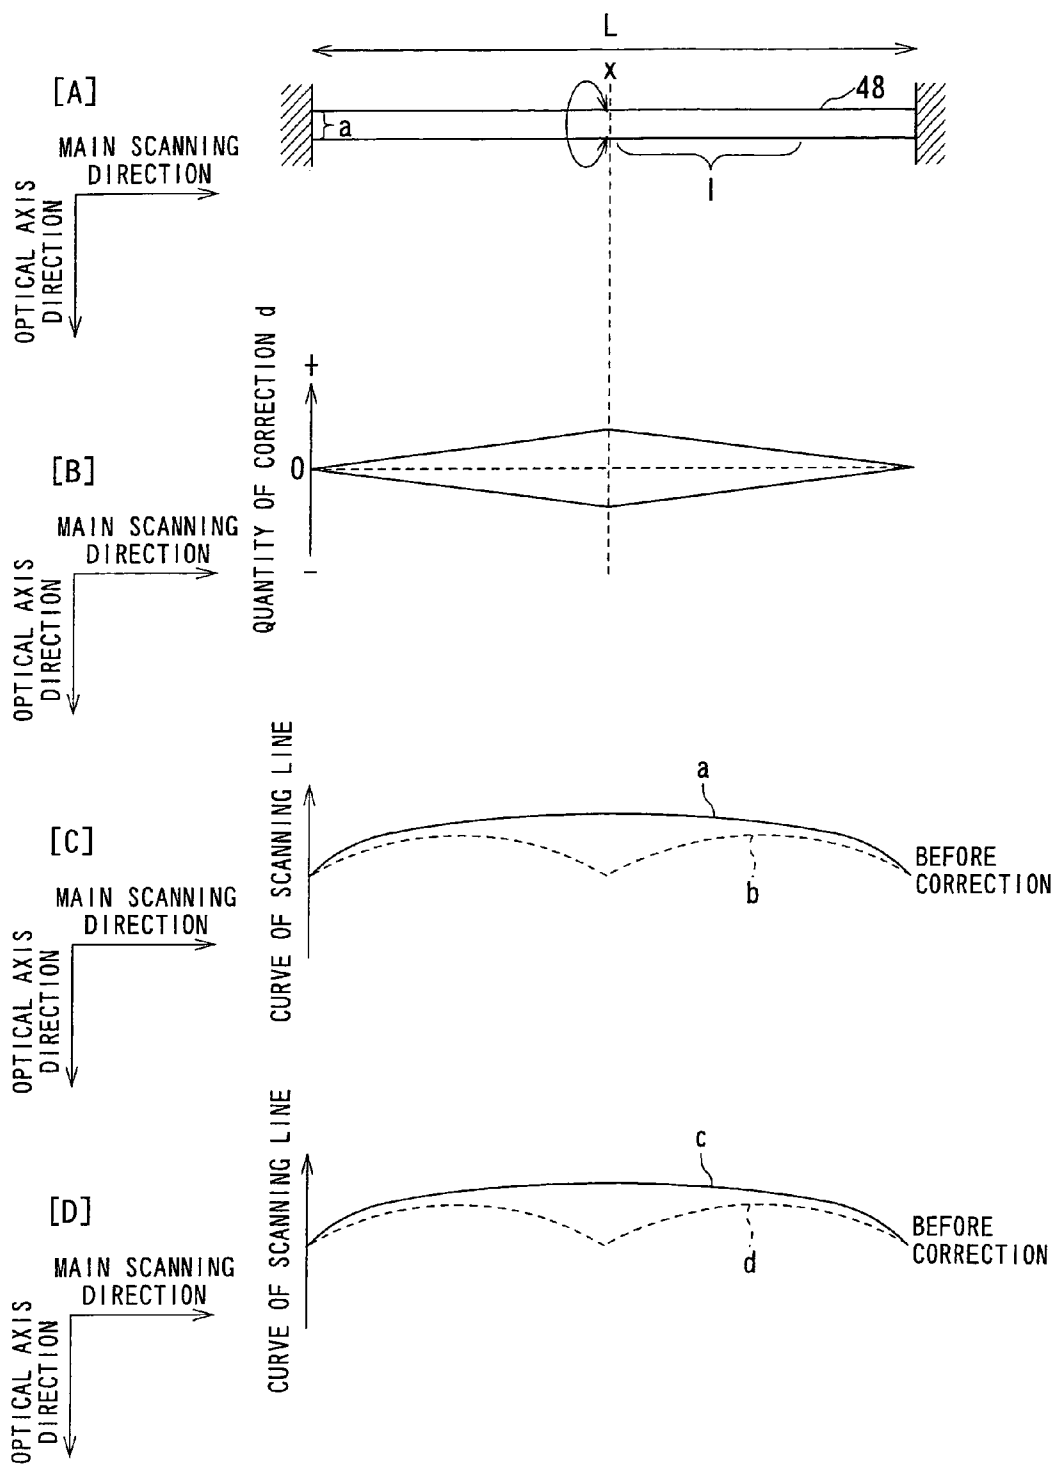 L
[A]
x
48
a
l
MAIN SCANNING
DIRECTION
OPTICAL AXIS
DIRECTION
QUANTITY OF CORRECTION d
+
[B]
0
-
MAIN SCANNING
DIRECTION
OPTICAL AXIS
DIRECTION
CURVE OF SCANNING LINE
a
[C]
b
BEFORE
CORRECTION
MAIN SCANNING
DIRECTION
OPTICAL AXIS
DIRECTION
CURVE OF SCANNING LINE
c
[D]
d
BEFORE
CORRECTION
MAIN SCANNING
DIRECTION
OPTICAL AXIS
DIRECTION